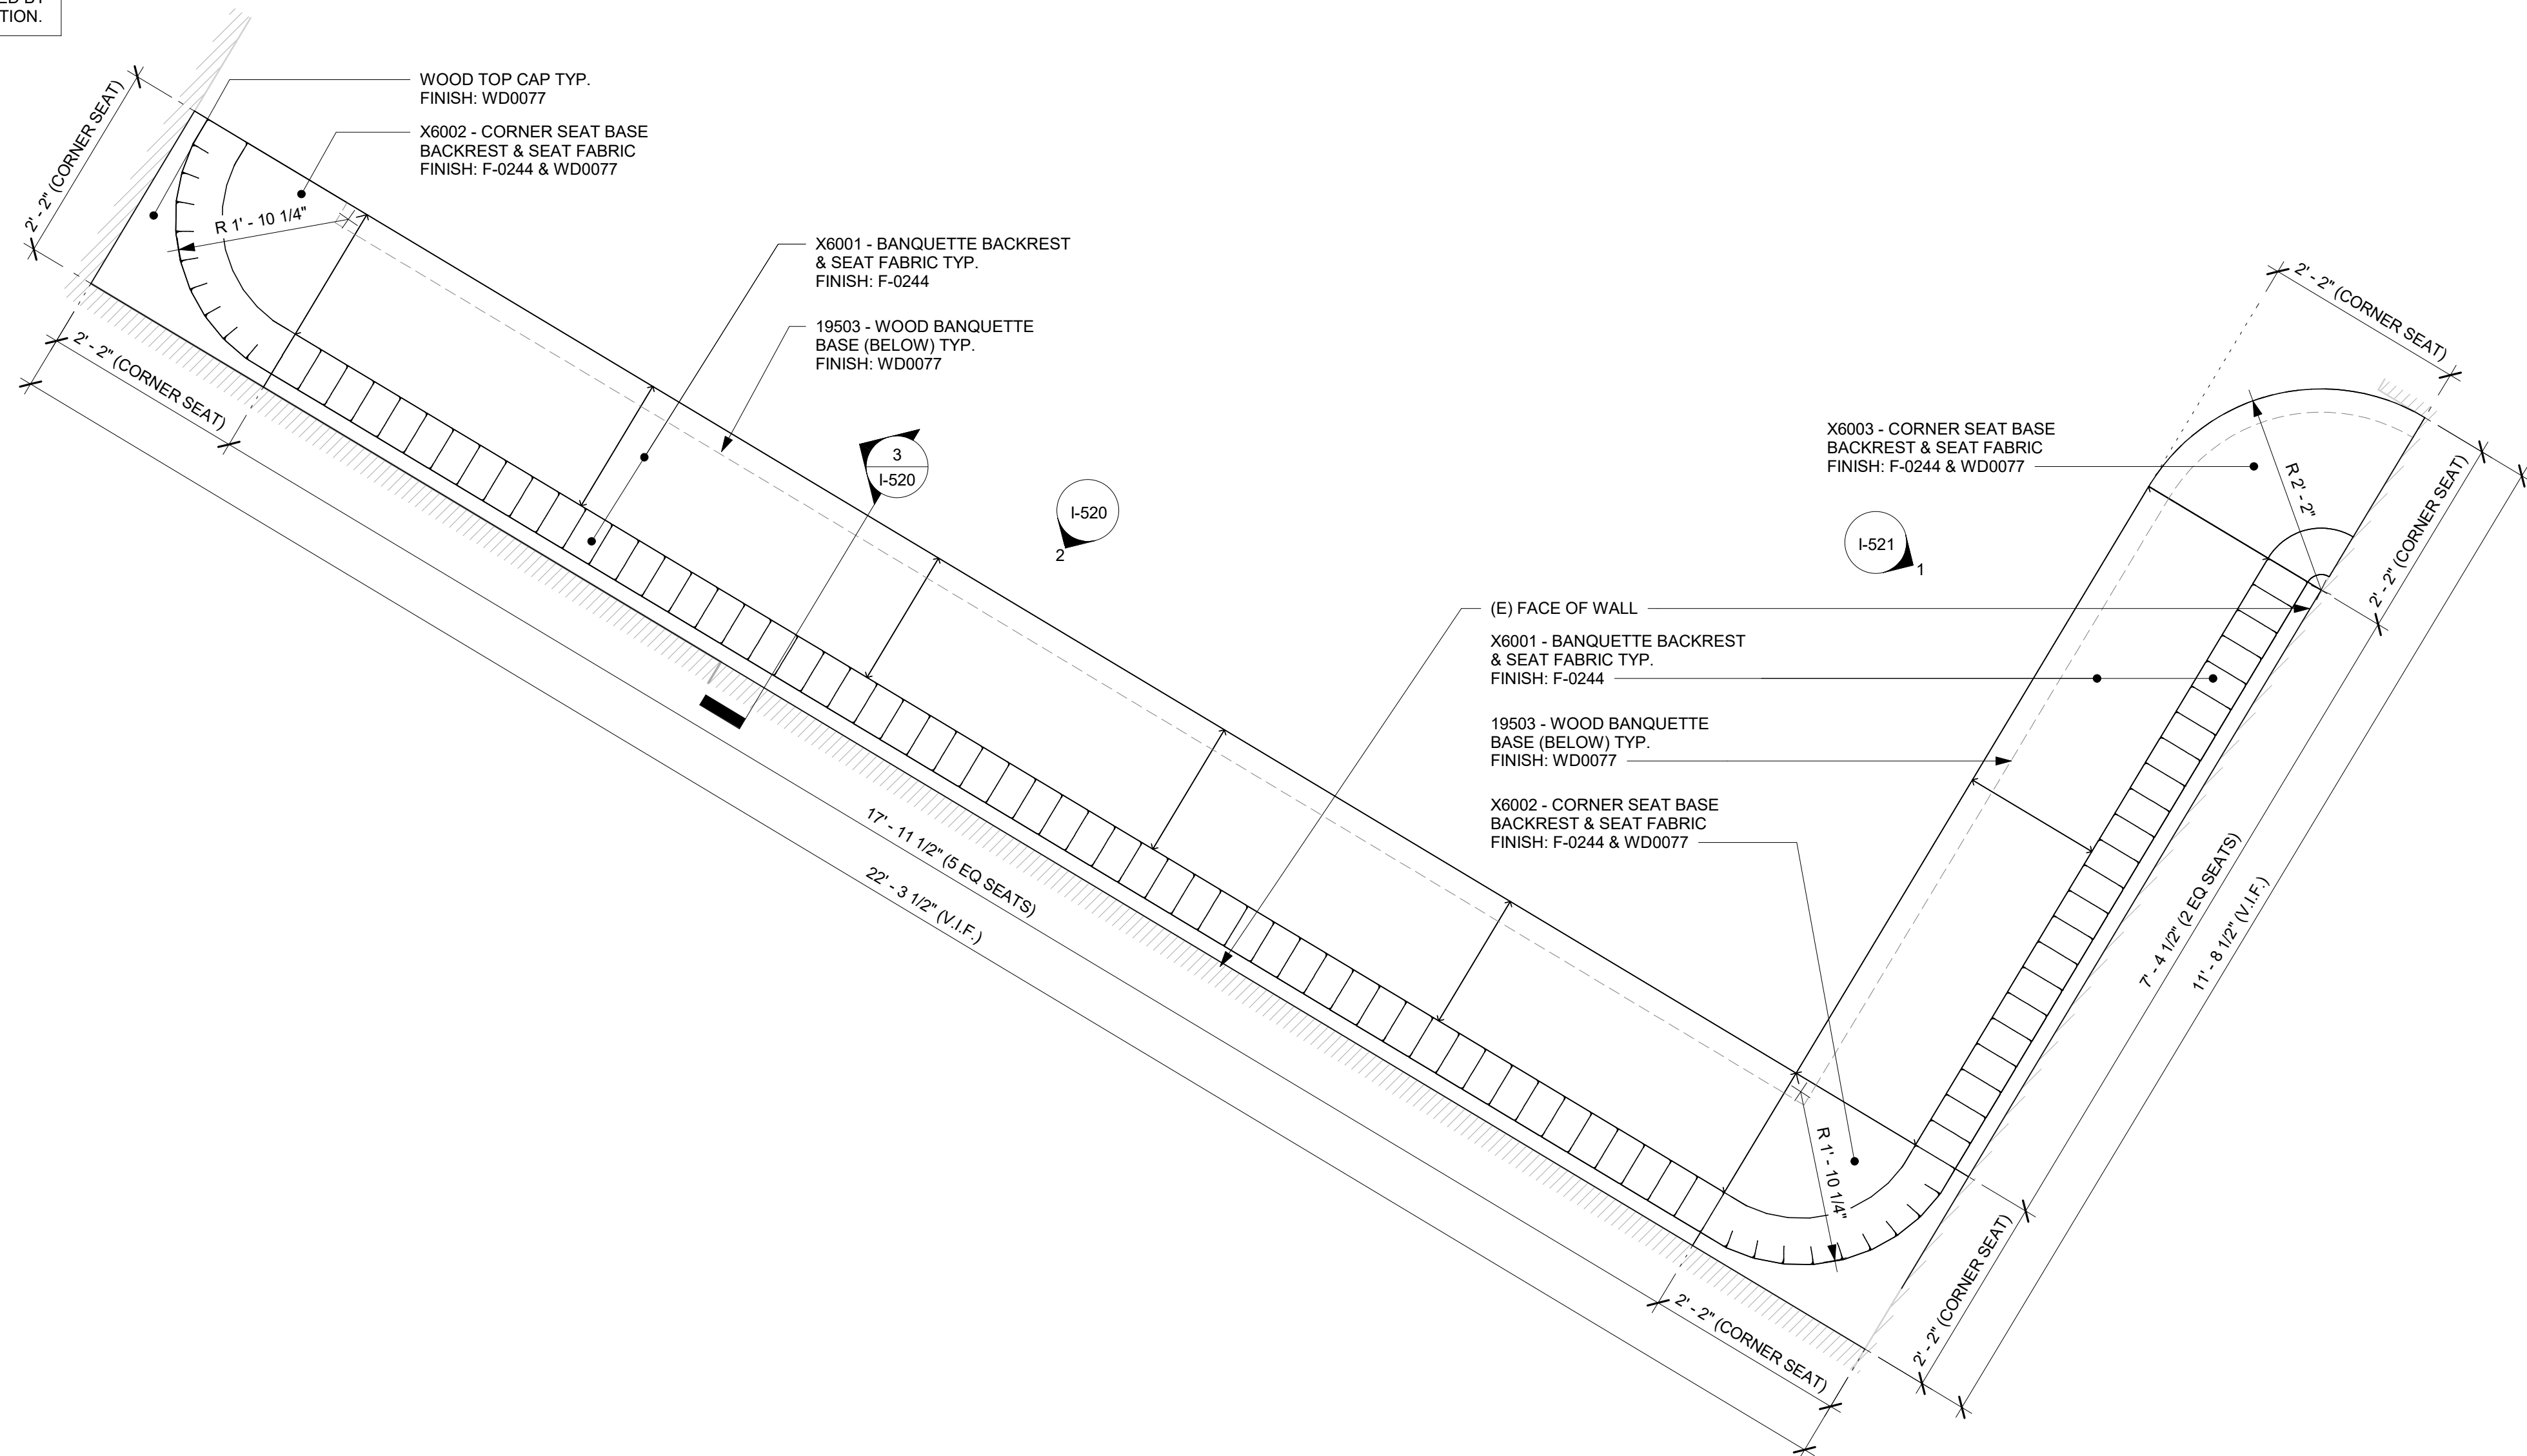 TION.
2' - 2" (CORNER SEAT)
WOOD TOP CAP TYP.
FINISH: WD0077
X6002 - CORNER SEAT BASE
BACKREST & SEAT FABRIC
FINISH: F-0244 & WD0077
R 1' - 10 1/4"
X6001 - BANQUETTE BACKREST
& SEAT FABRIC TYP.
FINISH: F-0244
19503 - WOOD BANQUETTE
BASE (BELOW) TYP.
FINISH: WD0077
2' - 2" (CORNER SEAT)
3
I-520
I-520
2
2' - 2" (CORNER SEAT)
X6003 - CORNER SEAT BASE
BACKREST & SEAT FABRIC
FINISH: F-0244 & WD0077
R 2' - 2"
2' - 2" (CORNER SEAT)
I-521
1
(E) FACE OF WALL
X6001 - BANQUETTE BACKREST
& SEAT FABRIC TYP.
FINISH: F-0244
19503 - WOOD BANQUETTE
BASE (BELOW) TYP.
FINISH: WD0077
X6002 - CORNER SEAT BASE
BACKREST & SEAT FABRIC
FINISH: F-0244 & WD0077
17' - 11 1/2" (5 EQ SEATS)
22' - 3 1/2" (V.I.F.)
7' - 4 1/2" (2 EQ SEATS)
11' - 8 1/2" (V.I.F.)
R 1' - 10 1/4"
2' - 2" (CORNER SEAT)
2' - 2" (CORNER SEAT)